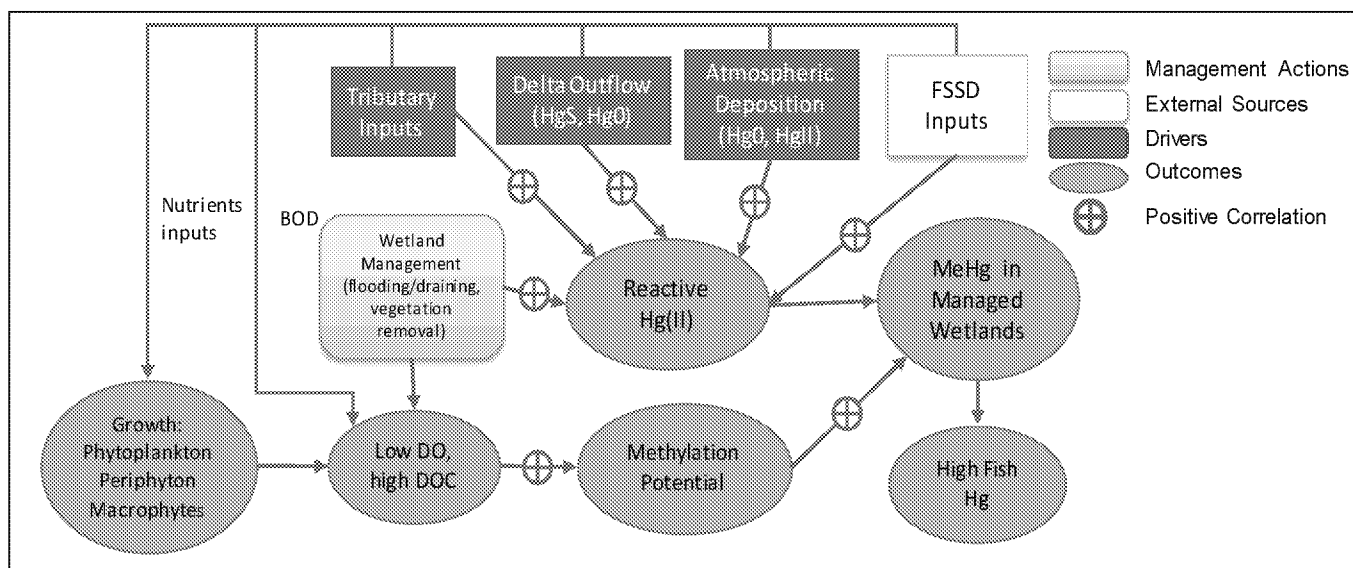 Tributary
Inputs
Delta Outflow
(HgS, Hg0)
Atmospheric
Deposition
(Hg0, HgII)
FSSD
Inputs
Management Actions
External Sources
Drivers
Outcomes
Positive Correlation
Nutrients
inputs
BOD
Wetland
Management
(flooding/draining,
vegetation
removal)
Reactive
Hg(II)
MeHg in
Managed
Wetlands
Growth:
Phytoplankton
Periphyton
Macrophytes
Low DO,
high DOC
Methylation
Potential
High Fish
Hg